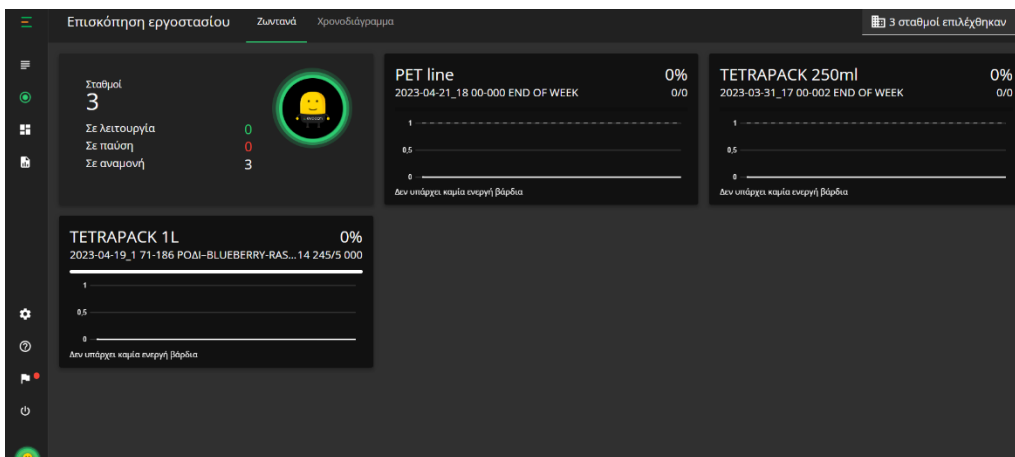 Επισκόπηση εργοστασίου Ζωντανά Χρονοδιάγραμμα 3 σταθμοί επιλέχθηκαν
Σταθμοί
3
Σε λειτουργία 0
Σε παύση 0
Σε αναμονή 3
PET line 0%
2023-04-21_18 00-000 END OF WEEK 0/0
1
0,5
0
Δεν υπάρχει καμία ενεργή βάρδια
TETRAPACK 250ml 0%
2023-03-31_17 00-002 END OF WEEK 0/0
1
0,5
0
Δεν υπάρχει καμία ενεργή βάρδια
TETRAPACK 1L 0%
2023-04-19_1 71-186 ΡΟΔΙ–BLUEBERRY-RAS...14 245/5 000
1
0,5
0
Δεν υπάρχει καμία ενεργή βάρδια